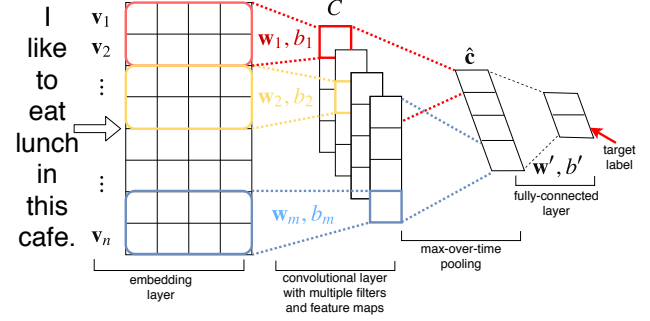 I
like
to
eat
lunch
in
this
cafe.
v1
v2
⋮
⋮
vn
C
w1, b1
w2, b2
wm, bm
ĉ
w′, b′
target
label
fully-connected
layer
max-over-time
pooling
embedding
layer
convolutional layer
with multiple filters
and feature maps